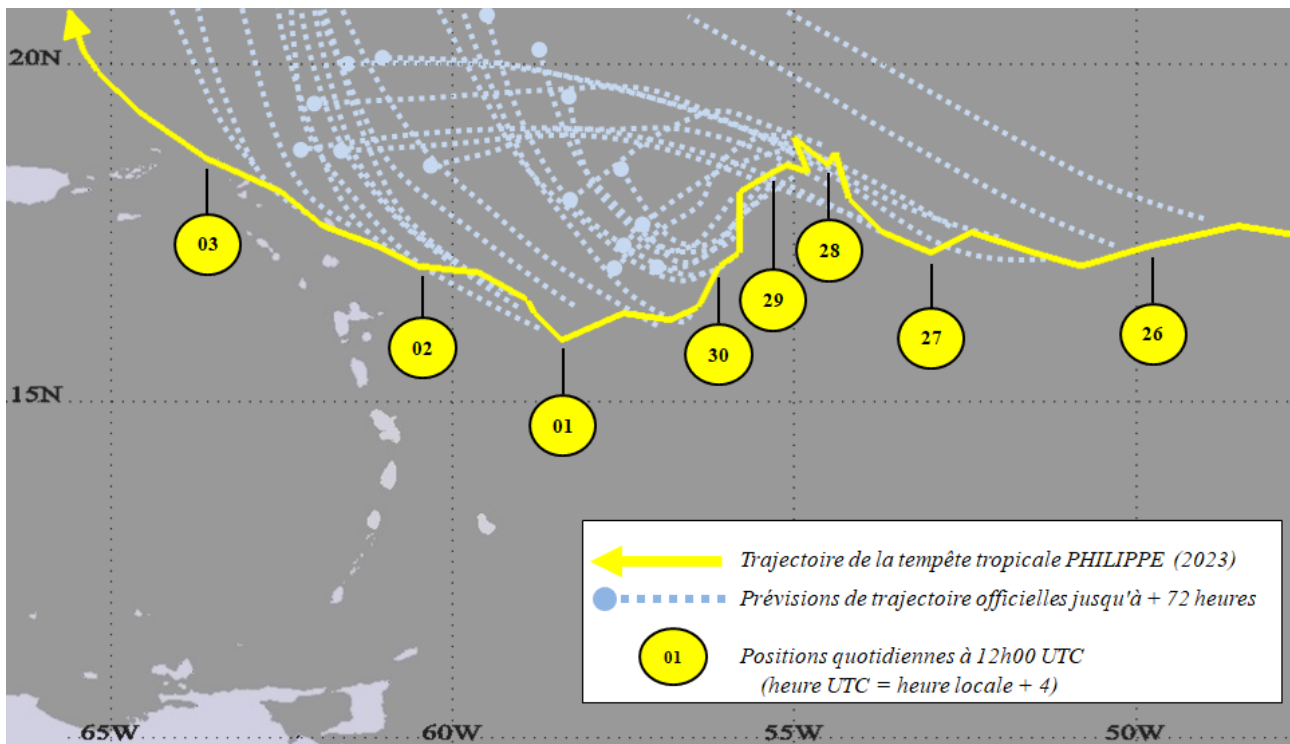 20N
03
28
29
02
30
27
26
15N
01
Trajectoire de la tempête tropicale PHILIPPE (2023)
Prévisions de trajectoire officielles jusqu'à + 72 heures
01
Positions quotidiennes à 12h00 UTC
(heure UTC = heure locale + 4)
65W
60W
55W
50W